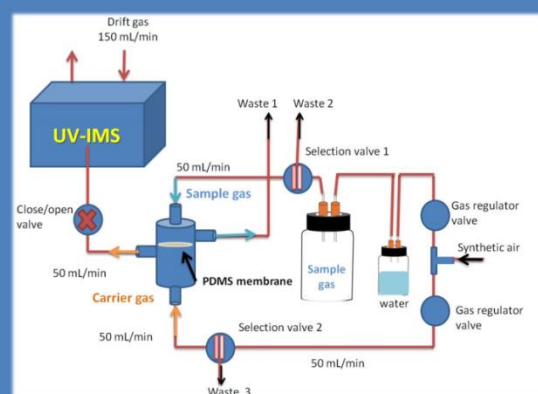 Drift gas
150 mL/min
UV-IMS
Waste 1
Waste 2
50 mL/min
Selection valve 1
Sample gas
Close/open
valve
Gas regulator
valve
Synthetic air
50 mL/min
PDMS membrane
Sample
gas
water
Carrier gas
Gas regulator
valve
50 mL/min
Selection valve 2
50 mL/min
Waste 3